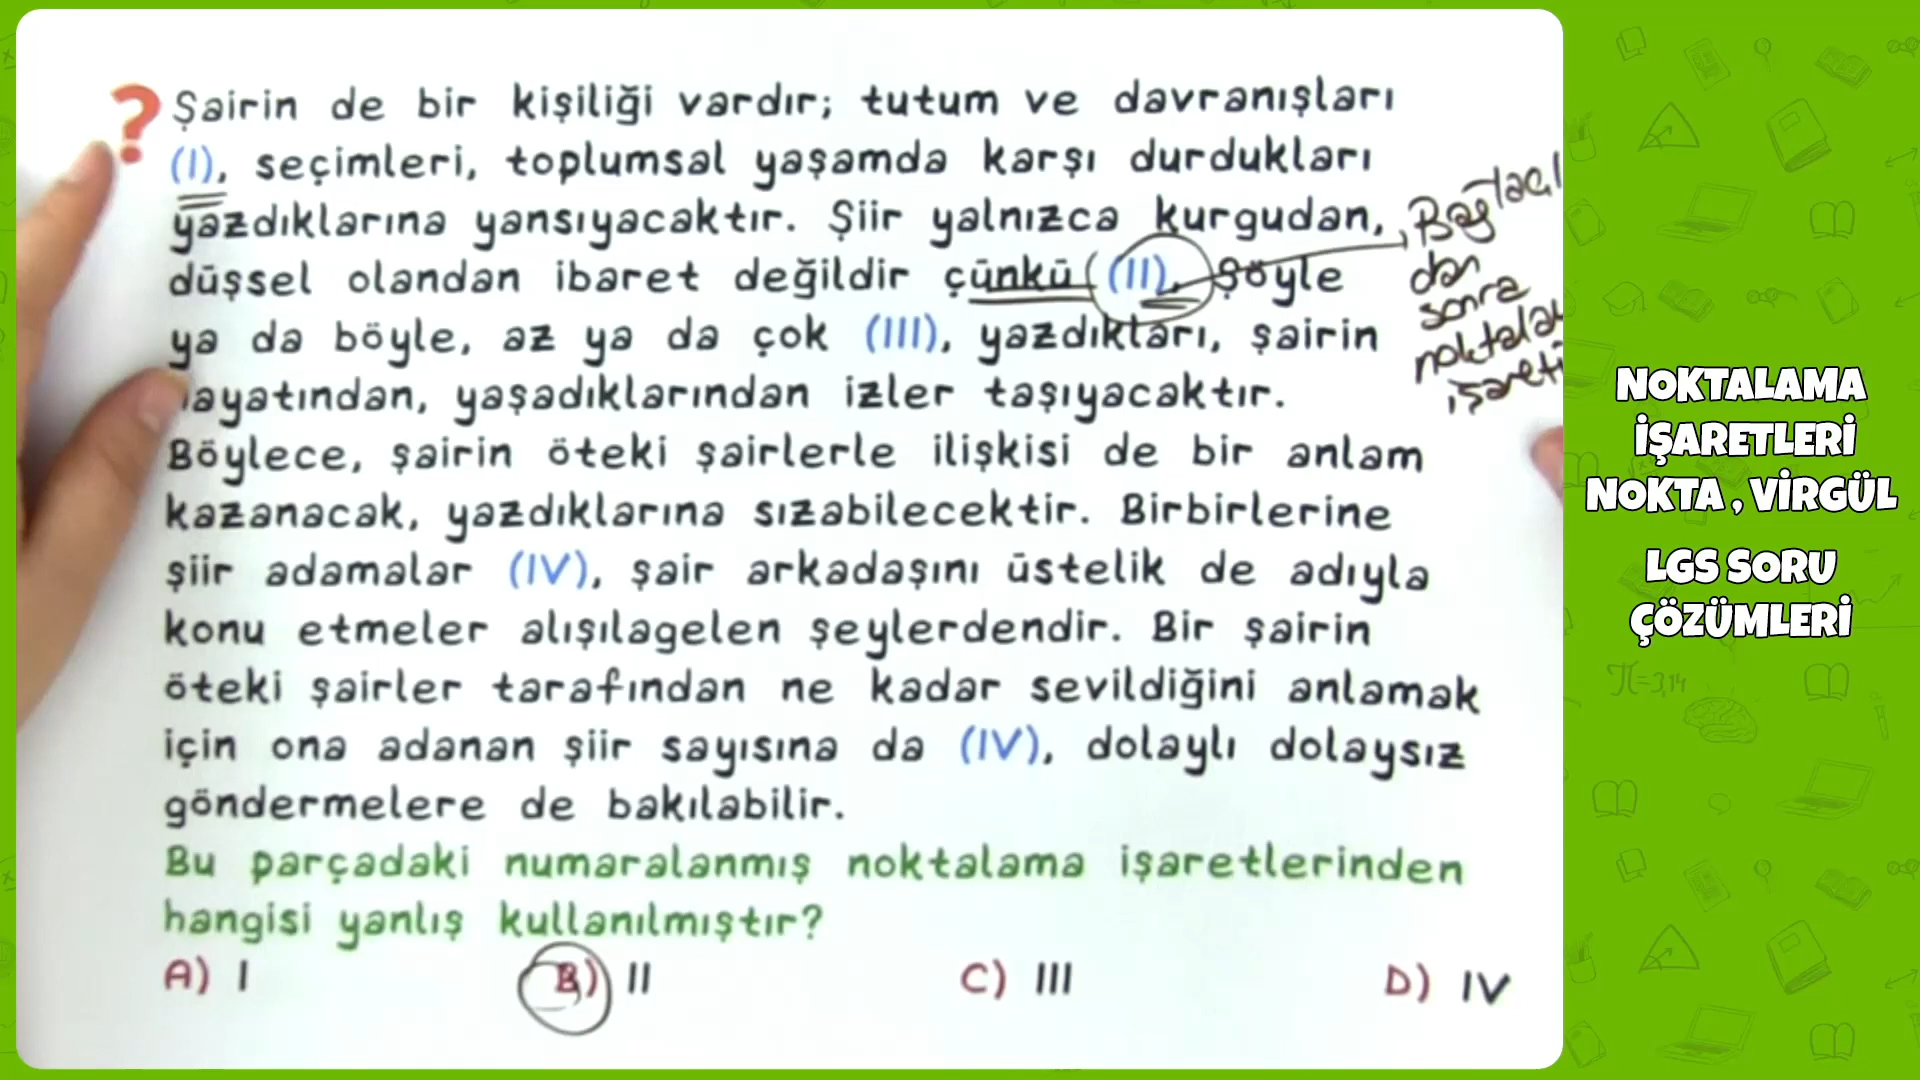 ?
Şairin de bir kişiliği vardır; tutum ve davranışları
(I), seçimleri, toplumsal yaşamda karşı durdukları
yazdıklarına yansıyacaktır. Şiir yalnızca kurgudan,
düşsel olandan ibaret değildir çünkü (II), şöyle
ya da böyle, az ya da çok (III), yazdıkları, şairin
hayatından, yaşadıklarından izler taşıyacaktır.
Böylece, şairin öteki şairlerle ilişkisi de bir anlam
kazanacak, yazdıklarına sızabilecektir. Birbirlerine
şiir adamalar (IV), şair arkadaşını üstelik de adıyla
konu etmeler alışılagelen şeylerdendir. Bir şairin
öteki şairler tarafından ne kadar sevildiğini anlamak
için ona adanan şiir sayısına da (IV), dolaylı dolaysız
göndermelere de bakılabilir.
Bu parçadaki numaralanmış noktalama işaretlerinden
hangisi yanlış kullanılmıştır?
A) I B) II C) III D) IV
dan
sonra
NOKTALAMA
İŞARETLERİ
NOKTA , VİRGÜL
LGS SORU
ÇÖZÜMLERİ
π=3,14